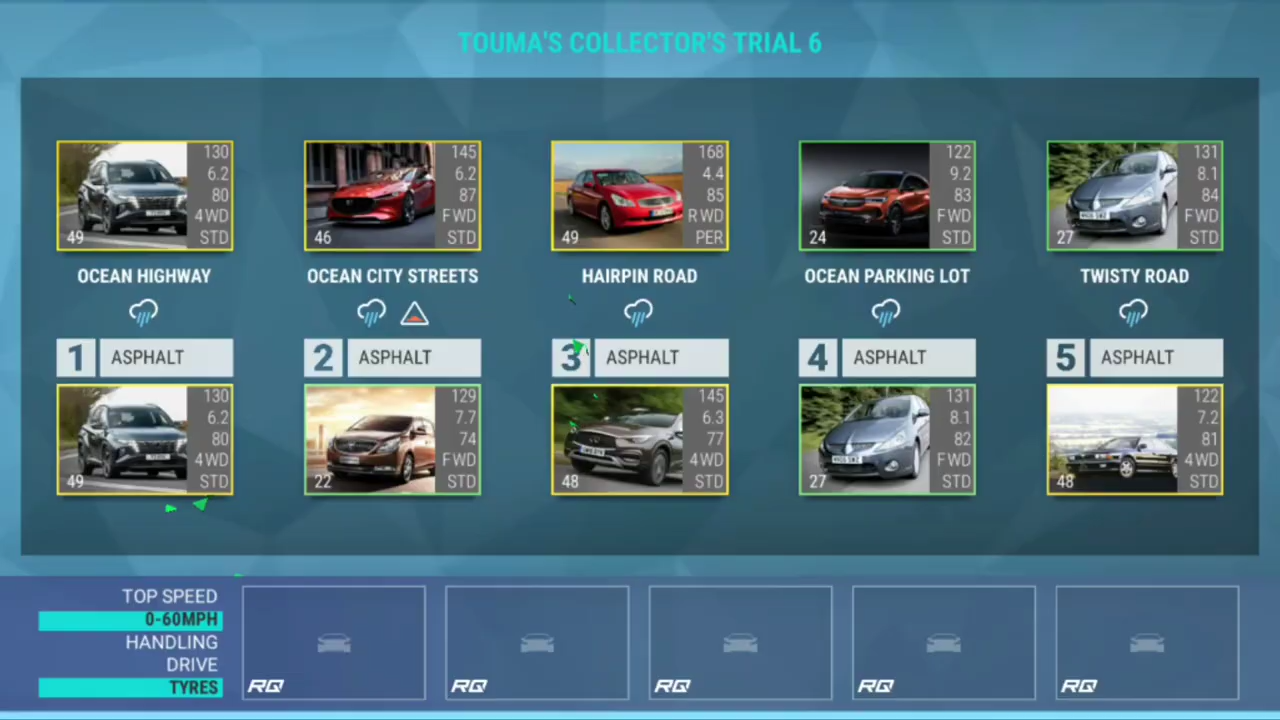 TOUMA'S COLLECTOR'S TRIAL 6
130
6.2
80
4WD
49 STD
145
6.2
87
FWD
46 STD
168
4.4
85
RWD
49 PER
122
9.2
83
FWD
24 STD
131
8.1
84
FWD
27 STD
OCEAN HIGHWAY
OCEAN CITY STREETS
HAIRPIN ROAD
OCEAN PARKING LOT
TWISTY ROAD
1 ASPHALT
2 ASPHALT
3 ASPHALT
4 ASPHALT
5 ASPHALT
130
6.2
80
4WD
49 STD
129
7.7
74
FWD
22 STD
145
6.3
77
4WD
48 STD
131
8.1
82
FWD
27 STD
122
7.2
81
4WD
48 STD
TOP SPEED
0-60MPH
HANDLING
DRIVE
TYRES
RQ
RQ
RQ
RQ
RQ